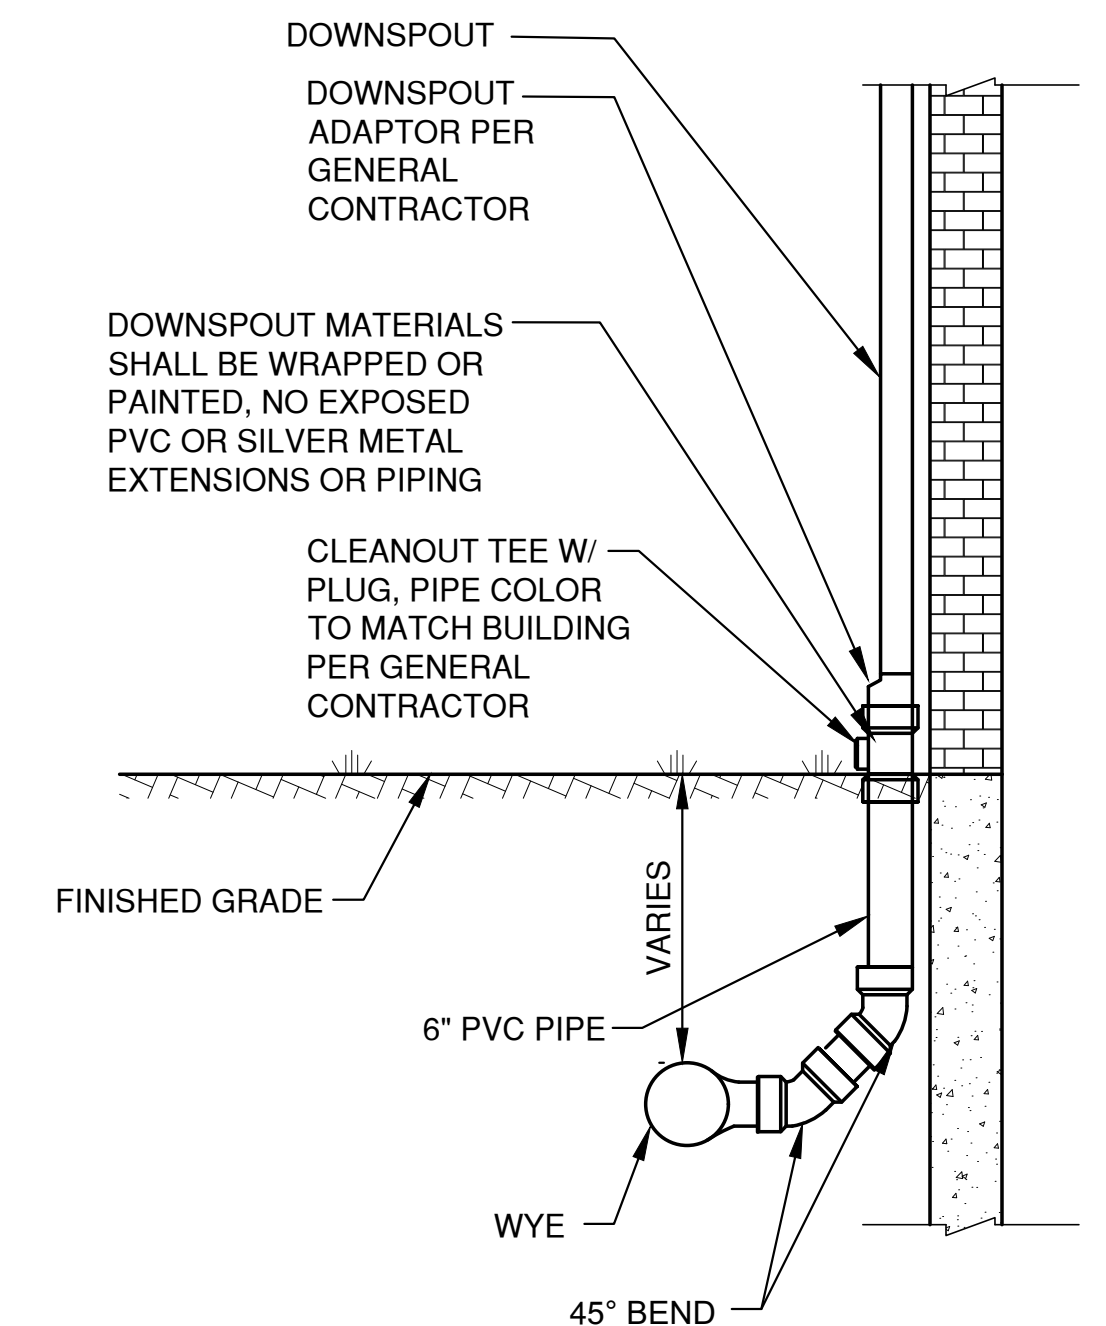 DOWNSPOUT
DOWNSPOUT
ADAPTOR PER
GENERAL
CONTRACTOR
DOWNSPOUT MATERIALS
SHALL BE WRAPPED OR
PAINTED, NO EXPOSED
PVC OR SILVER METAL
EXTENSIONS OR PIPING
CLEANOUT TEE W/
PLUG, PIPE COLOR
TO MATCH BUILDING
PER GENERAL
CONTRACTOR
FINISHED GRADE
VARIES
6" PVC PIPE
WYE
45° BEND